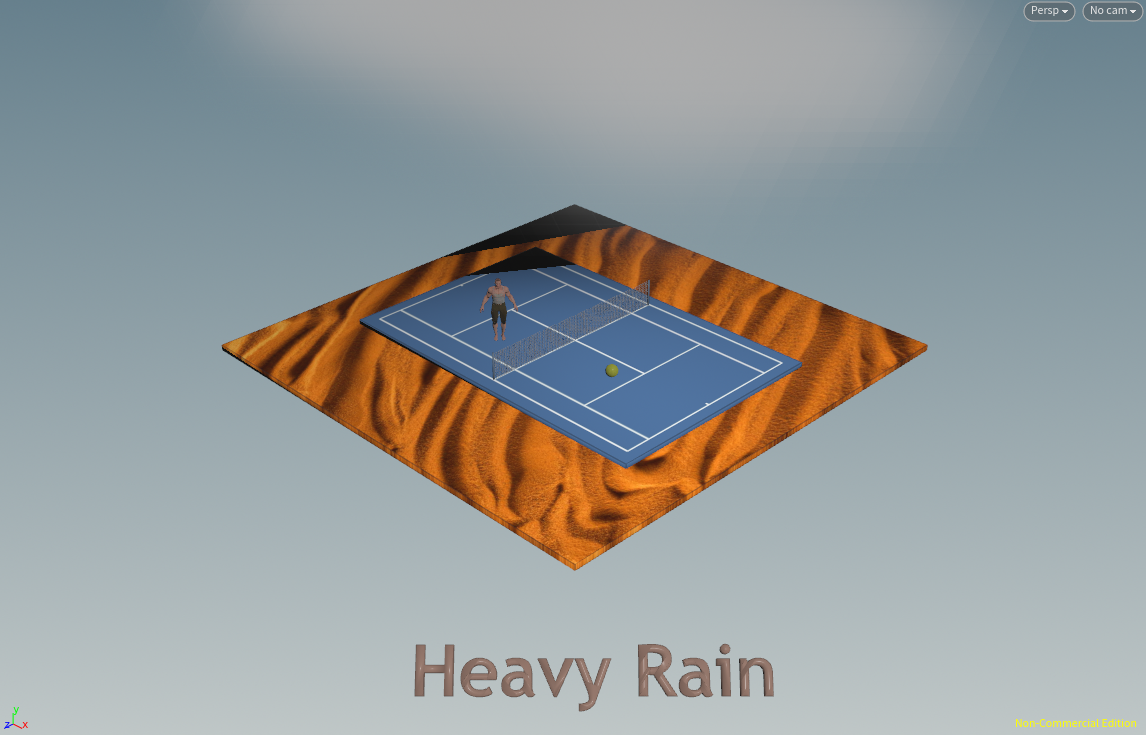 Persp No cam
Heavy Rain
Non-Commercial Edition
y
z x